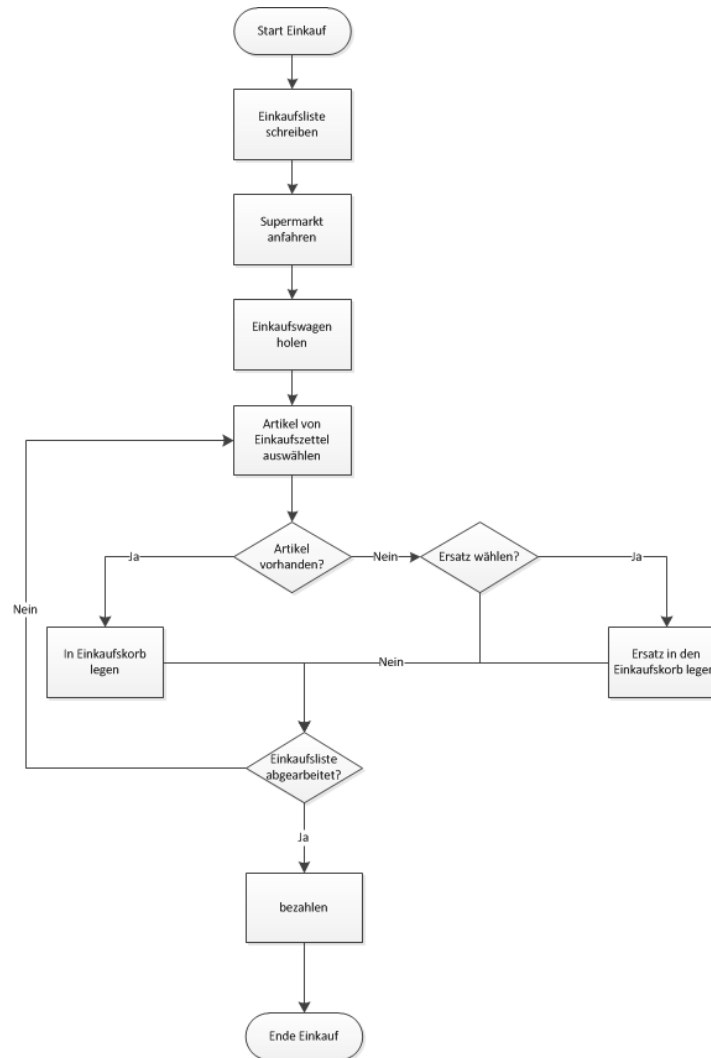 Start Einkauf
Einkaufsliste
schreiben
Supermarkt
anfahren
Einkaufswagen
holen
Artikel von
Einkaufszettel
auswählen
Artikel
vorhanden?
Ja
Nein
Ersatz wählen?
Ja
Nein
In Einkaufskorb
legen
Nein
Ersatz in den
Einkaufskorb legen
Einkaufsliste
abgearbeitet?
Ja
bezahlen
Ende Einkauf